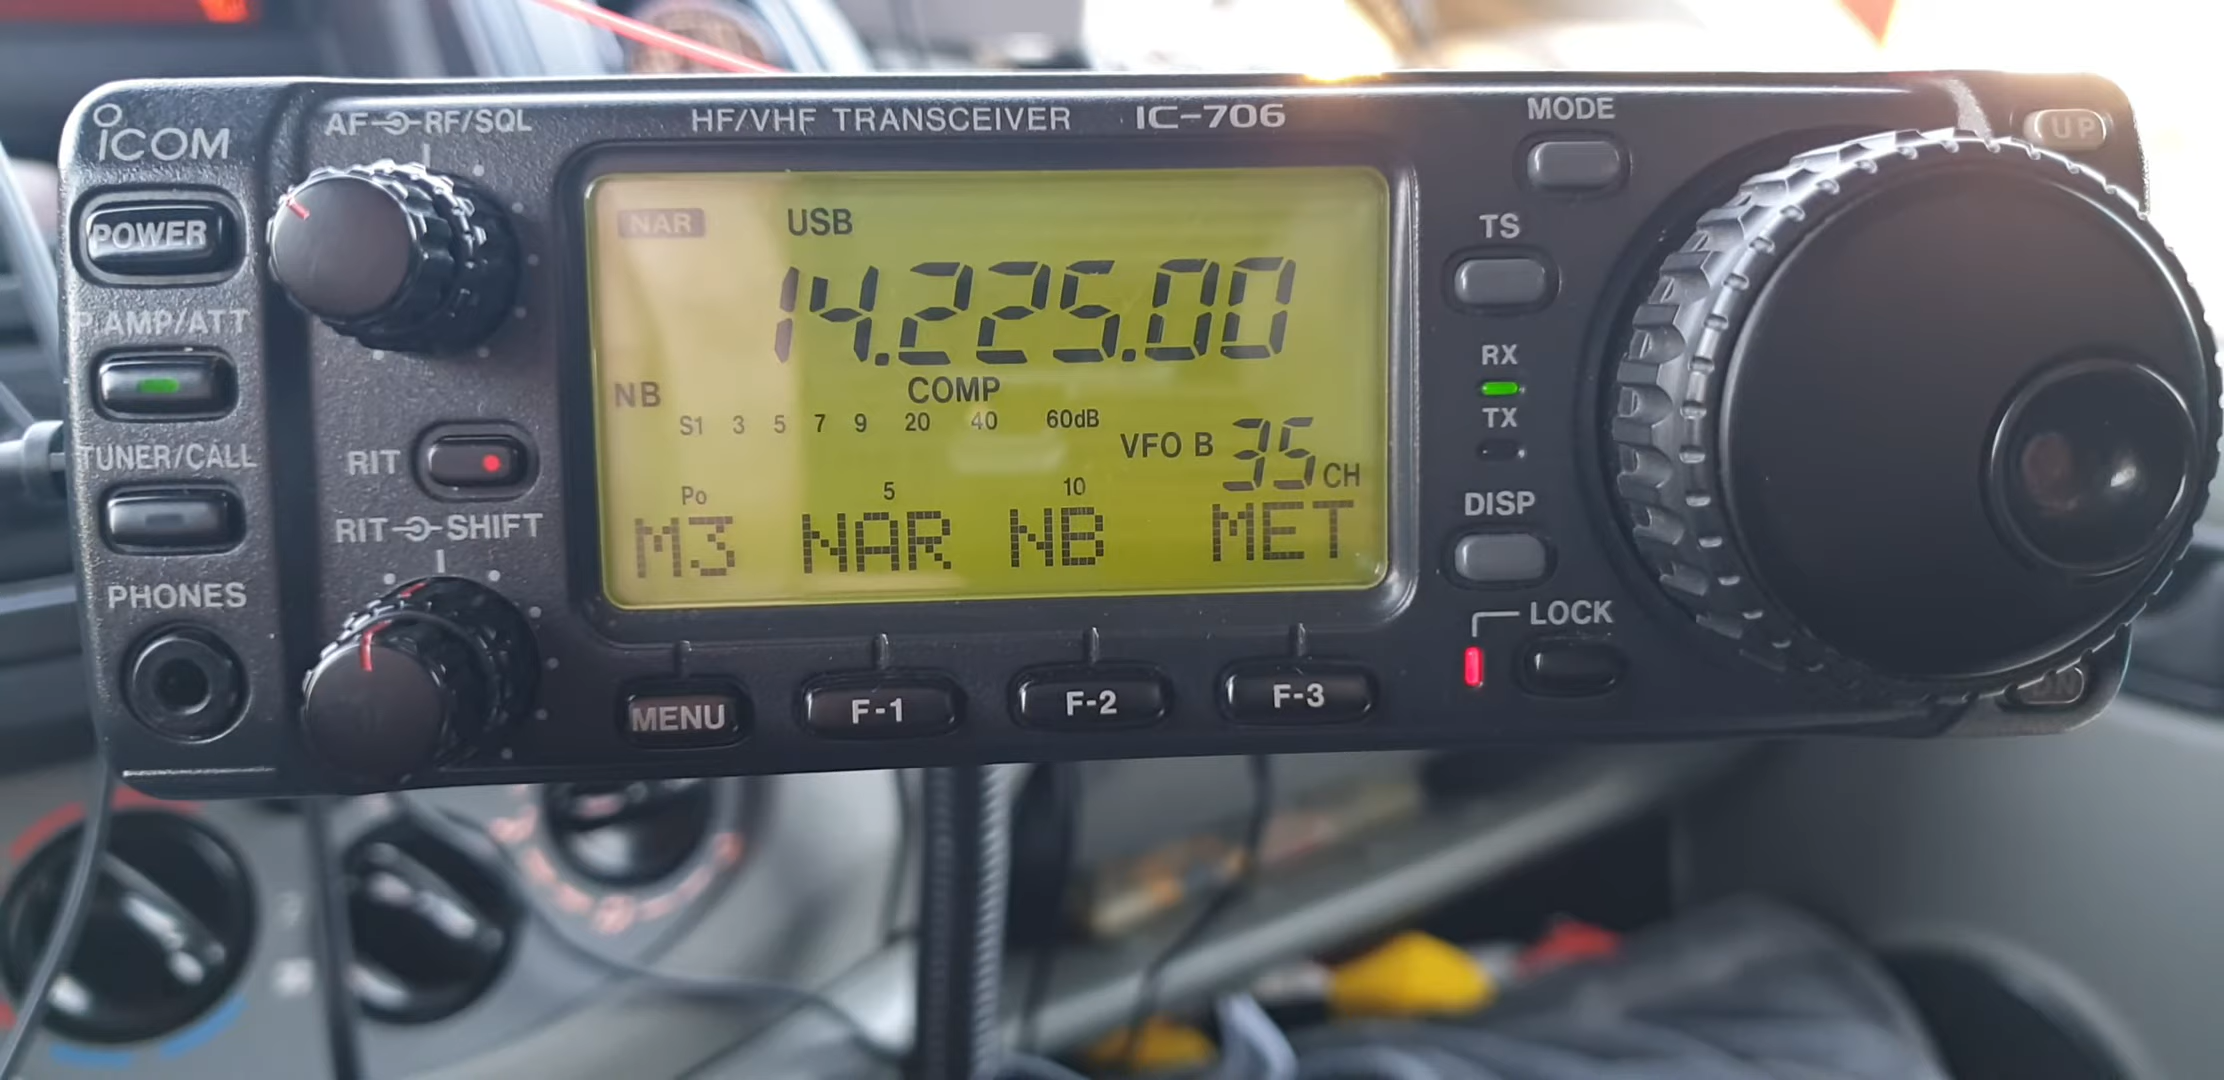 ICOM
AF RF/SQL
HF/VHF TRANSCEIVER IC-706
MODE
UP
POWER
NAR USB
TS
14.225.00
P.AMP/ATT
RX
NB COMP
S1 3 5 7 9 20 40 60dB
TX
VFO B 35 CH
TUNER/CALL
RIT
Po 5 10
DISP
RIT SHIFT
M3 NAR NB MET
PHONES
LOCK
MENU F-1 F-2 F-3
DN